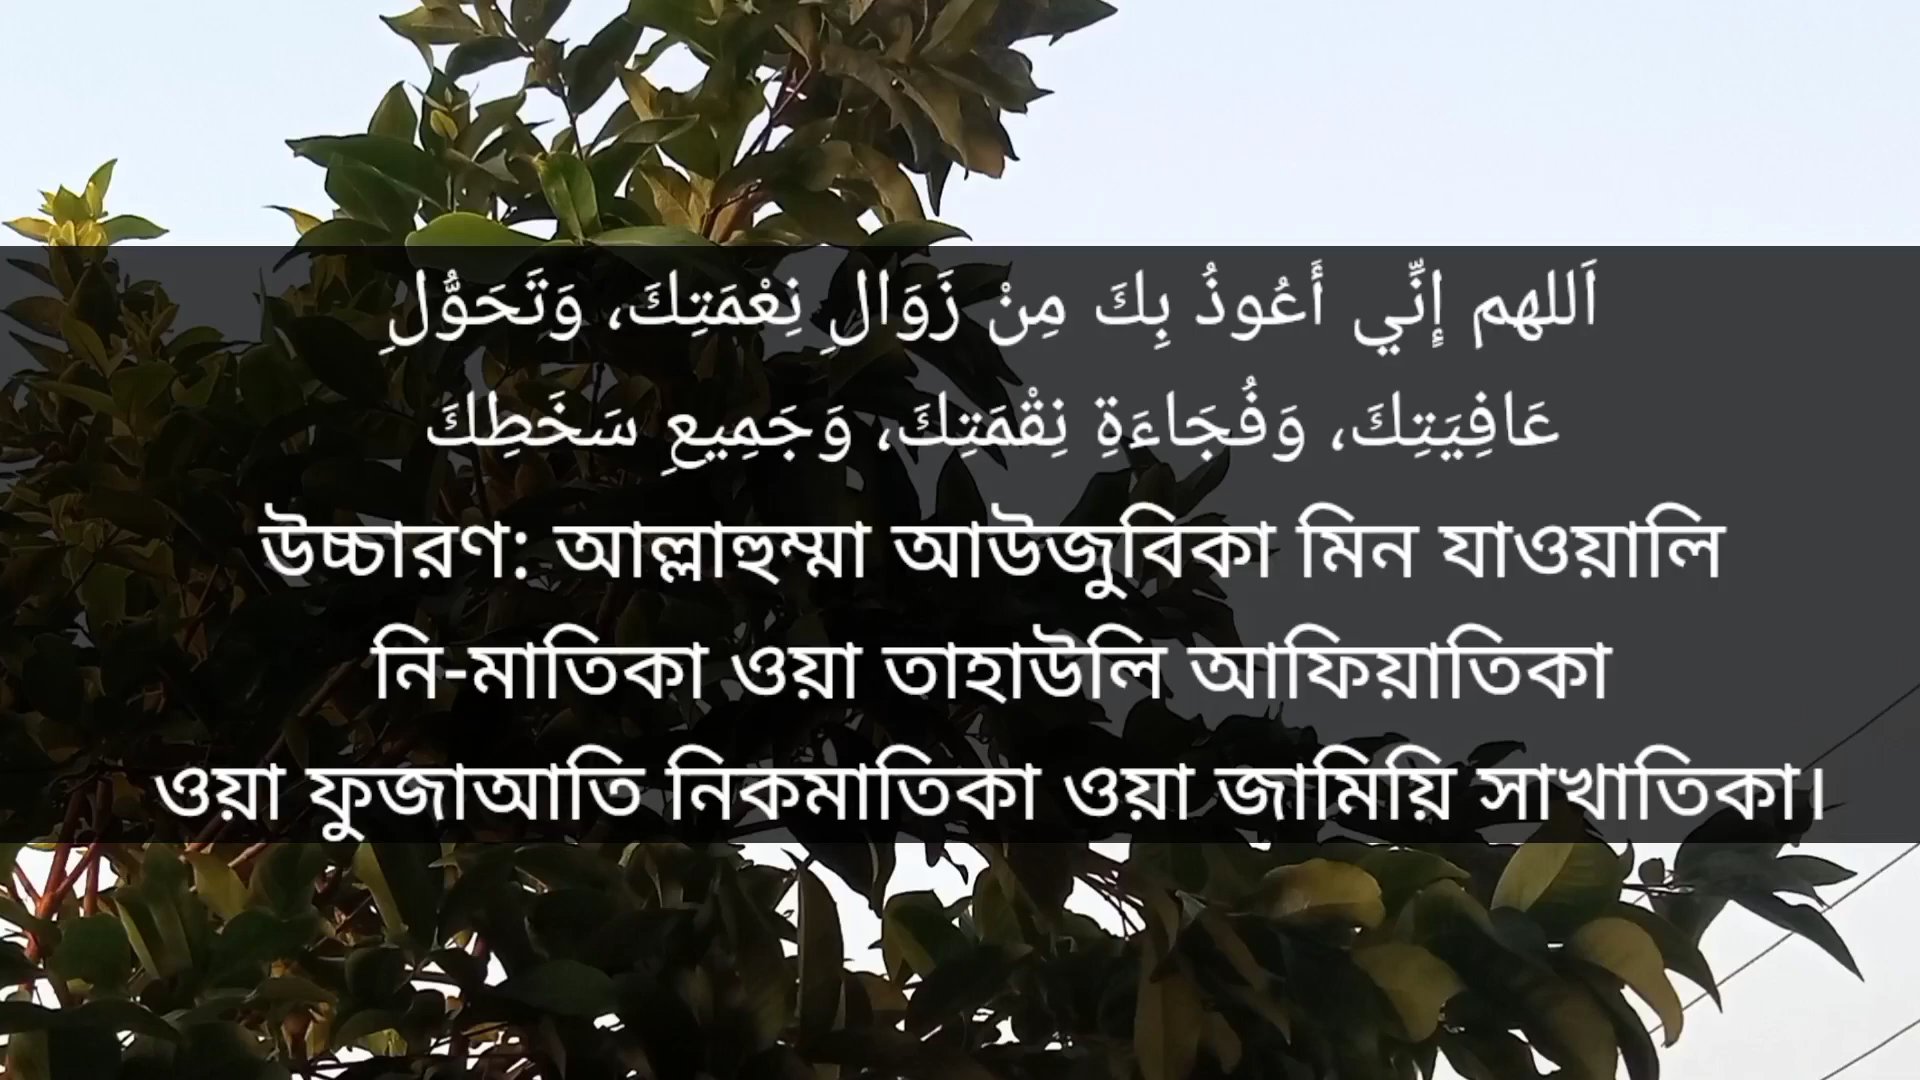 اَللهم إِنِّي أَعُوذُ بِكَ مِنْ زَوَالِ نِعْمَتِكَ، وَتَحَوُّلِ
عَافِيَتِكَ، وَفُجَاءَةِ نِقْمَتِكَ، وَجَمِيعِ سَخَطِكَ
উচ্চারণ: আল্লাহুম্মা আউজুবিকা মিন যাওয়ালি
নি-মাতিকা ওয়া তাহাউলি আফিয়াতিকা
ওয়া ফুজাআতি নিকমাতিকা ওয়া জামিয়ি সাখাতিকা।